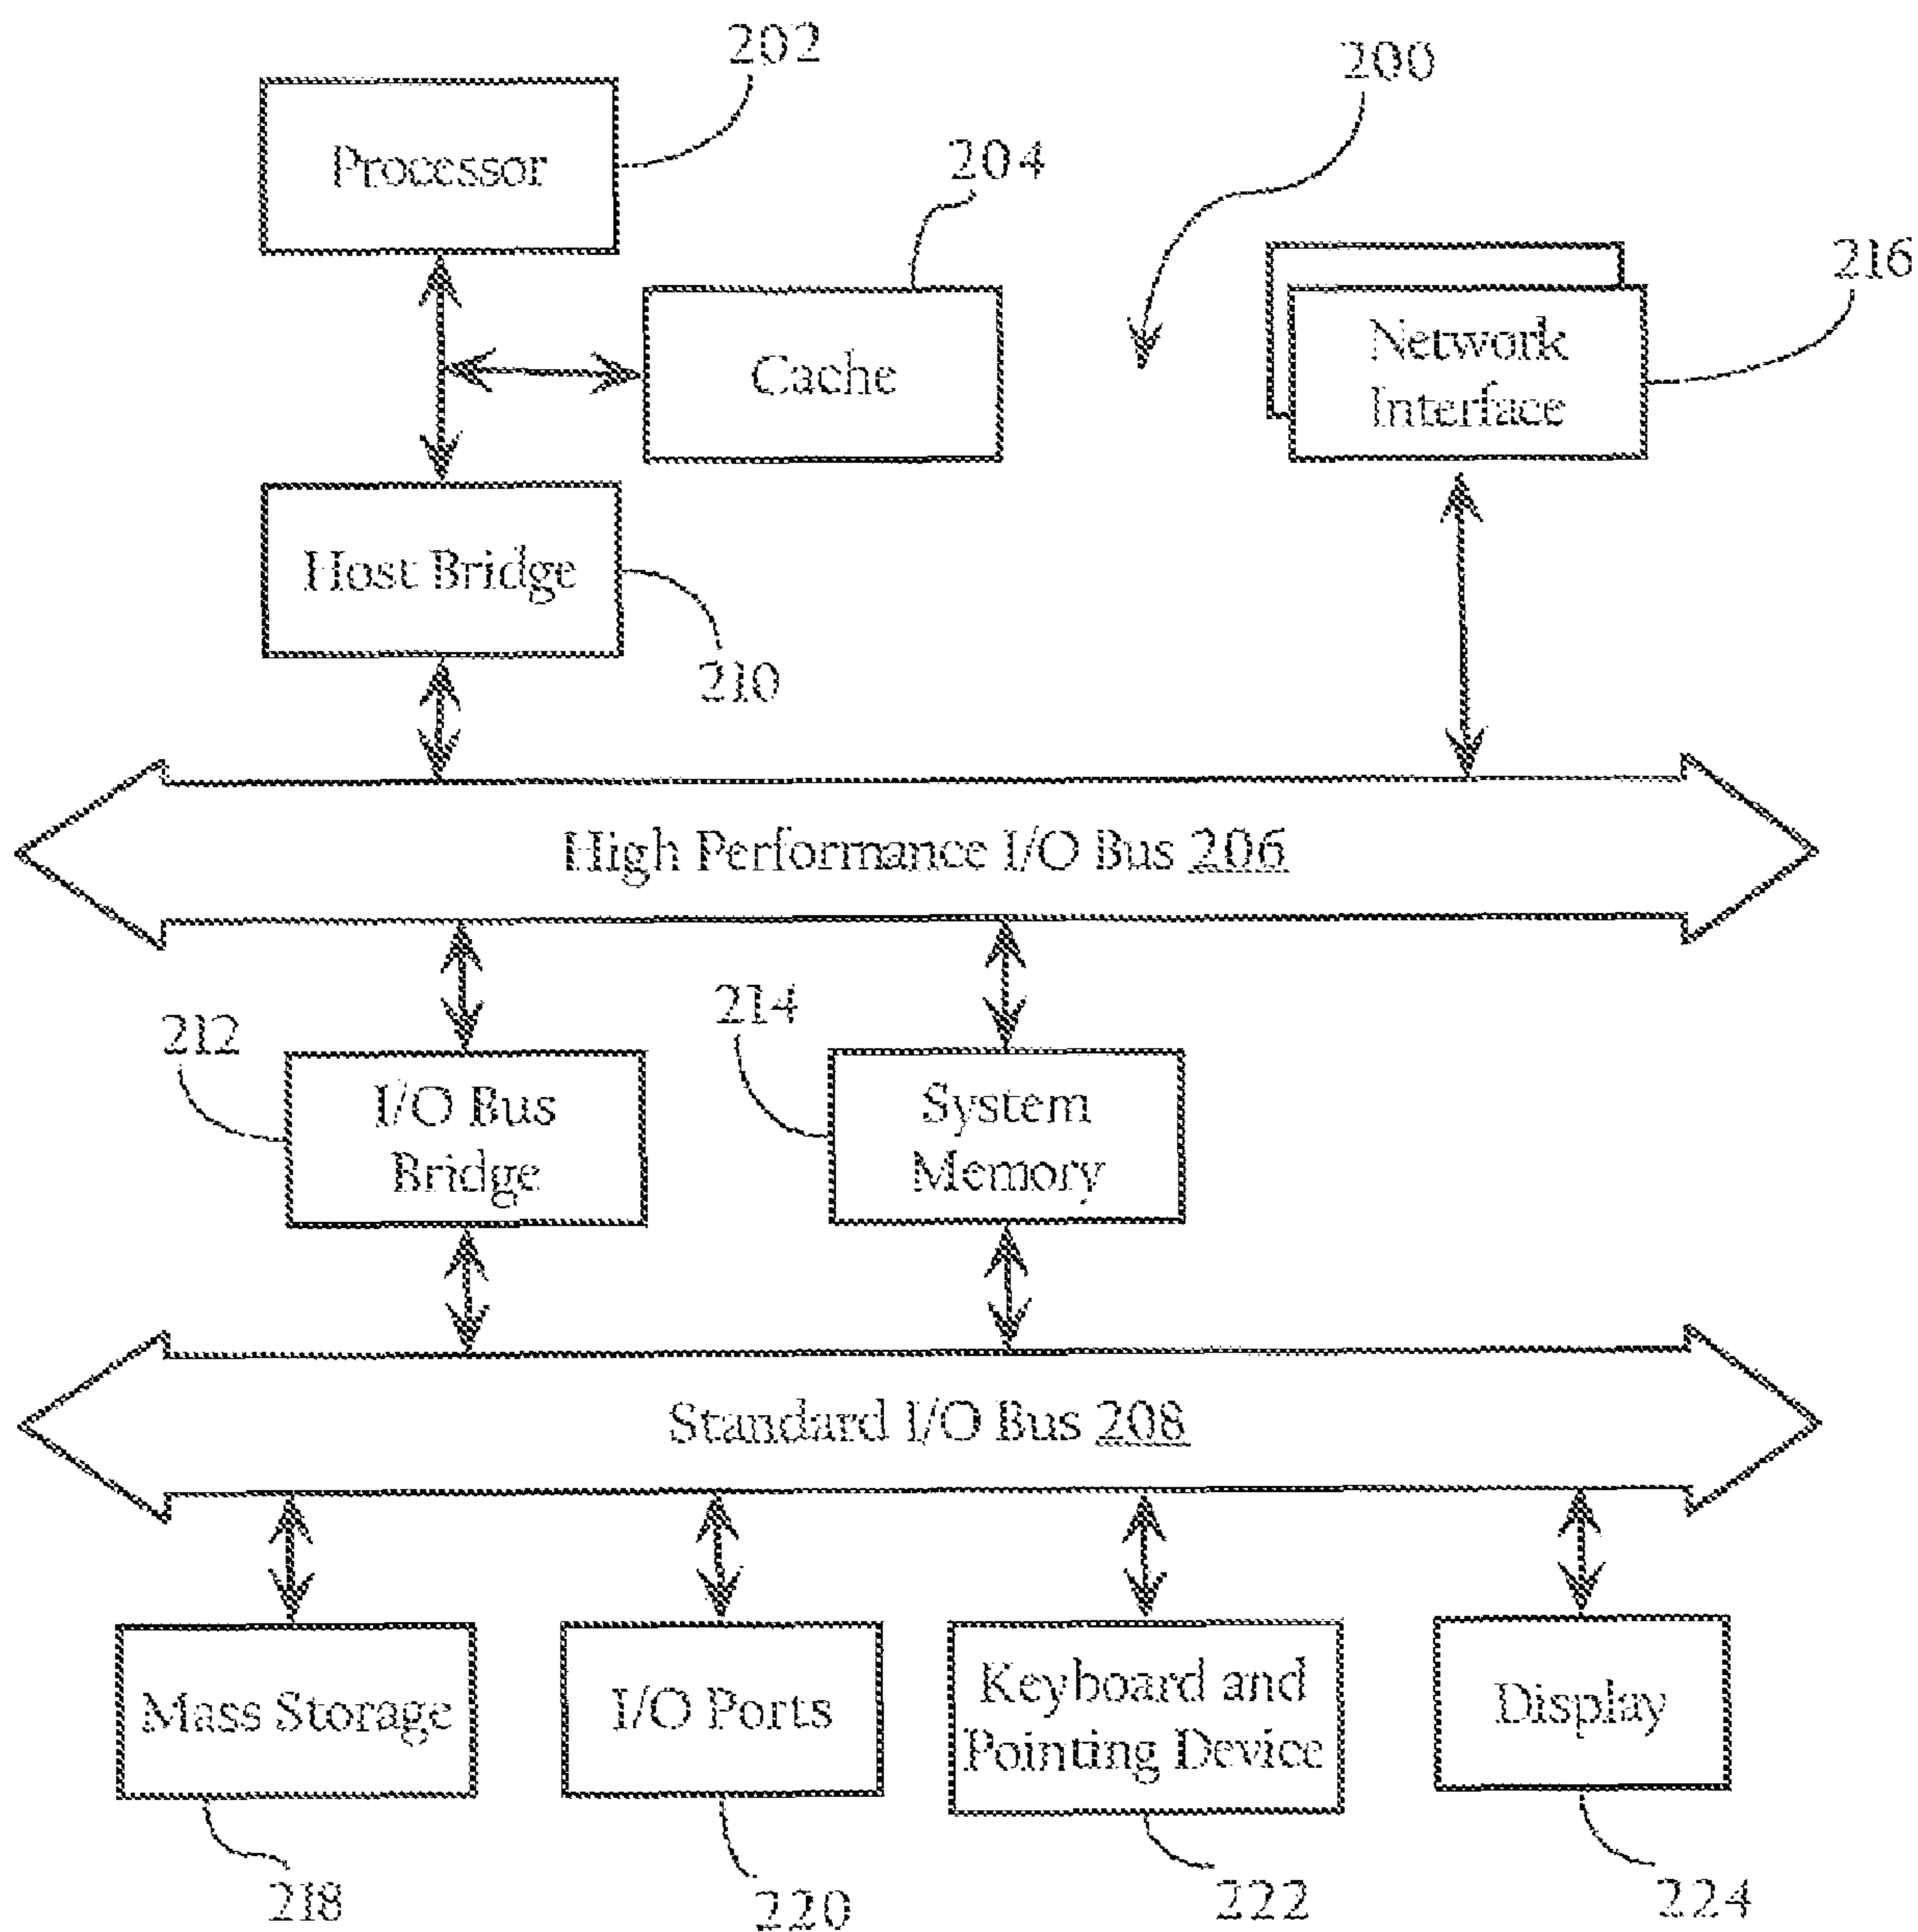 202
200
Processor
204
216
Network
Interface
Cache
Host Bridge
210
High Performance I/O Bus 206
212
214
I/O Bus
Bridge
System
Memory
Standard I/O Bus 208
Mass Storage
I/O Ports
Keyboard and
Pointing Device
Display
218
220
222
224